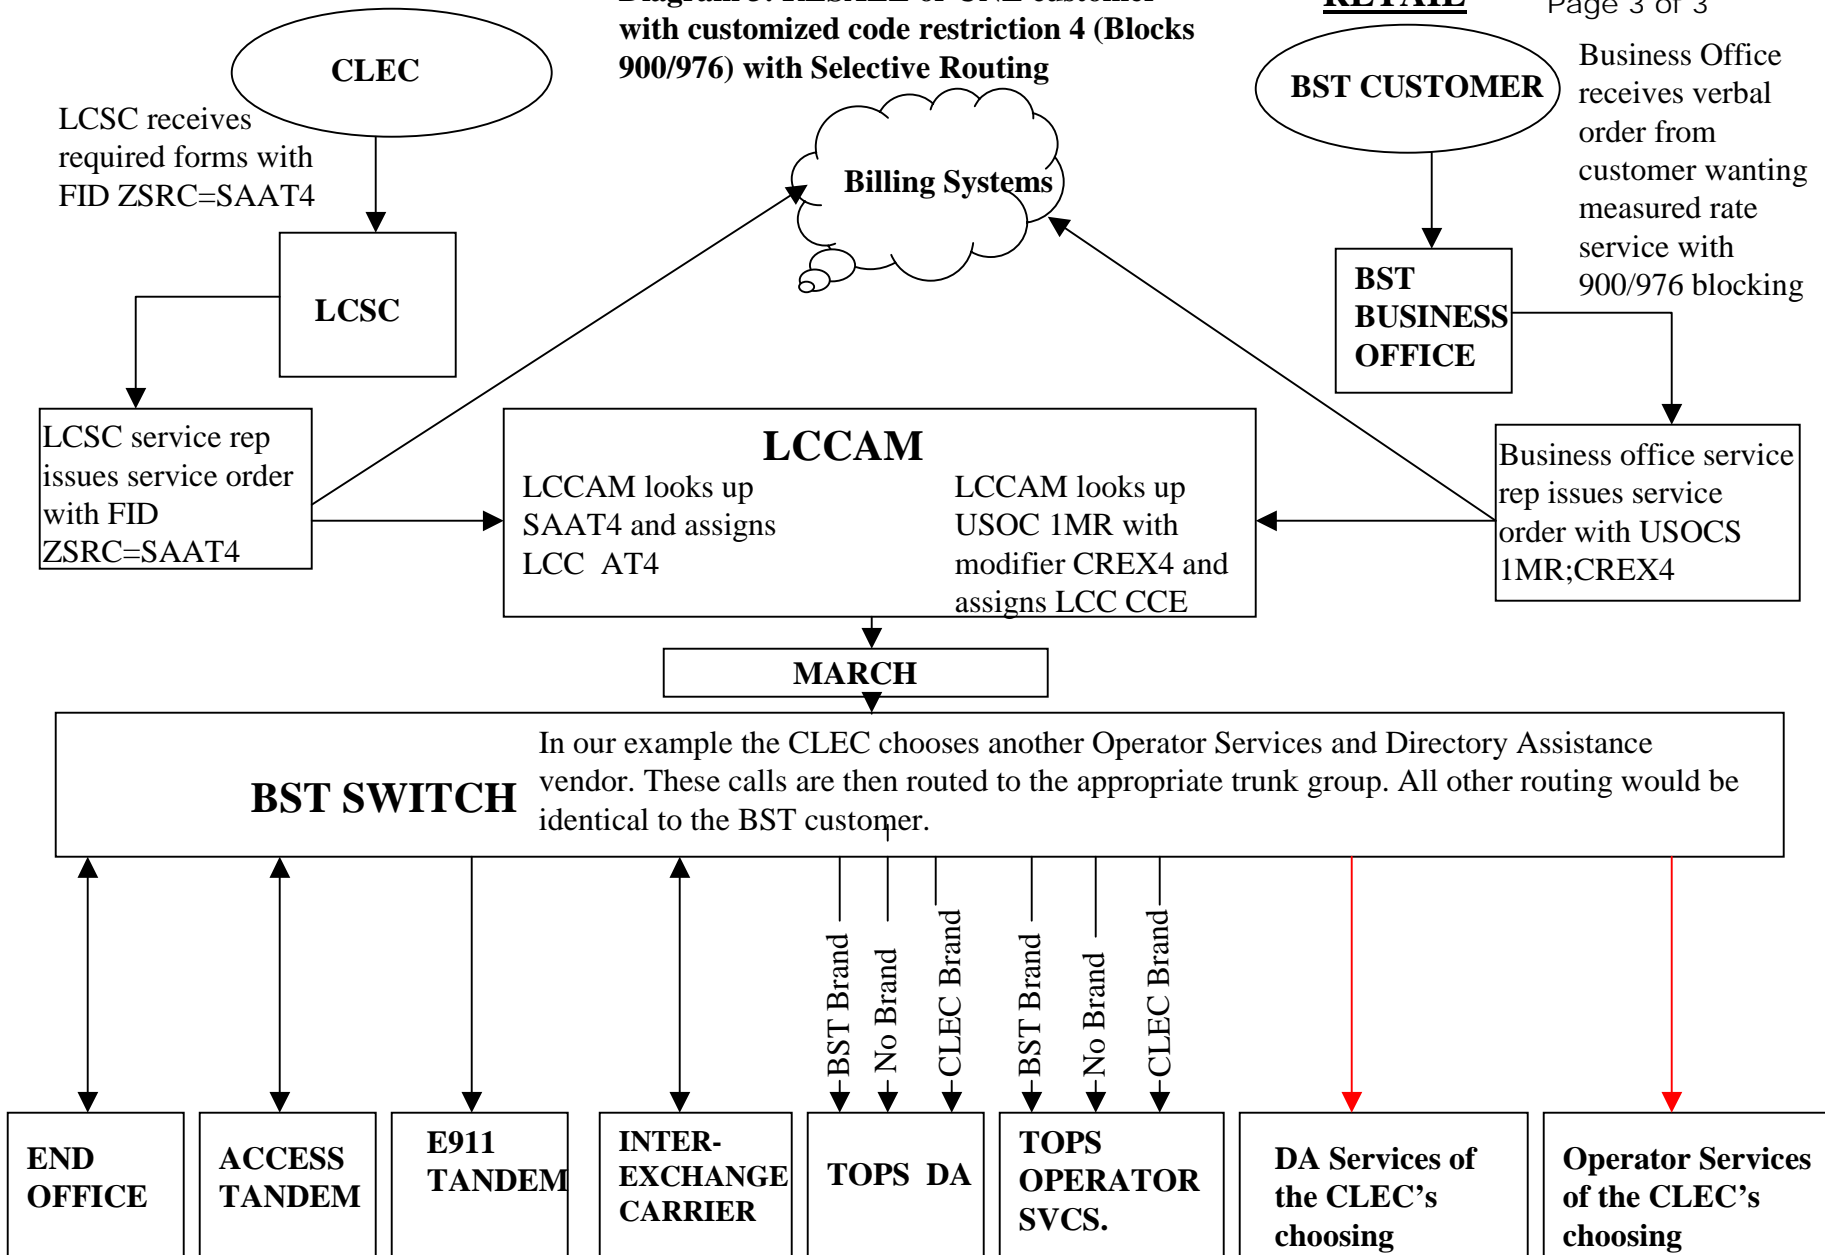 Page 3 of 3
with customized code restriction 4 (Blocks
900/976) with Selective Routing
CLEC
LCSC receives
required forms with
FID ZSRC=SAAT4
LCSC
LCSC service rep
issues service order
with FID
ZSRC=SAAT4
Billing Systems
BST CUSTOMER
Business Office
receives verbal
order from
customer wanting
measured rate
service with
900/976 blocking
BST
BUSINESS
OFFICE
Business office service
rep issues service
order with USOCS
1MR;CREX4
LCCAM
LCCAM looks up
SAAT4 and assigns
LCC AT4
LCCAM looks up
USOC 1MR with
modifier CREX4 and
assigns LCC CCE
MARCH
BST SWITCH
In our example the CLEC chooses another Operator Services and Directory Assistance
vendor. These calls are then routed to the appropriate trunk group. All other routing would be
identical to the BST customer.
BST Brand
No Brand
CLEC Brand
BST Brand
No Brand
CLEC Brand
END
OFFICE
ACCESS
TANDEM
E911
TANDEM
INTER-
EXCHANGE
CARRIER
TOPS DA
TOPS
OPERATOR
SVCS.
DA Services of
the CLEC’s
choosing
Operator Services
of the CLEC’s
choosing